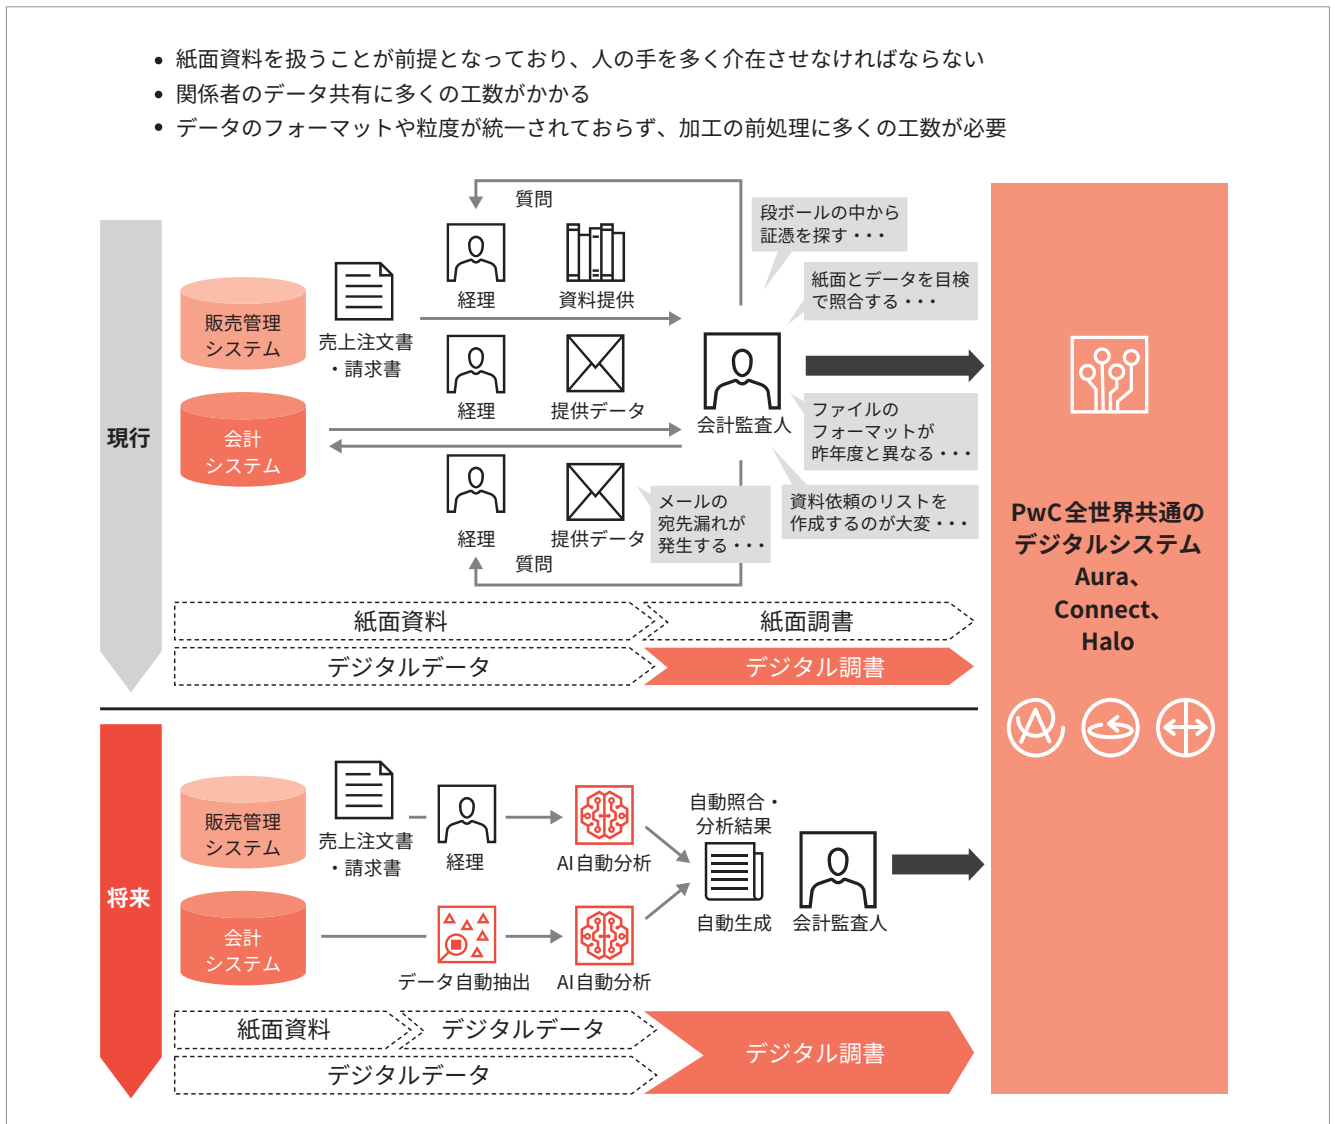 • 紙面資料を扱うことが前提となっており、人の手を多く介在させなければならない
• 関係者のデータ共有に多くの工数がかかる
• データのフォーマットや粒度が統一されておらず、加工の前処理に多くの工数が必要
現行
販売管理
システム
会計
システム
売上注文書
・請求書
質問
経理
資料提供
経理
提供データ
経理
提供データ
質問
会計監査人
段ボールの中から
証憑を探す・・・
紙面とデータを目検
で照合する・・・
ファイルの
フォーマットが
昨年度と異なる・・・
資料依頼のリストを
作成するのが大変・・・
メールの
宛先漏れが
発生する・・・
紙面資料
紙面調書
デジタルデータ
デジタル調書
将来
販売管理
システム
会計
システム
売上注文書
・請求書
経理
AI自動分析
データ自動抽出
AI自動分析
自動照合・
分析結果
自動生成
会計監査人
紙面資料
デジタルデータ
デジタルデータ
デジタル調書
PwC全世界共通の
デジタルシステム
Aura、
Connect、
Halo